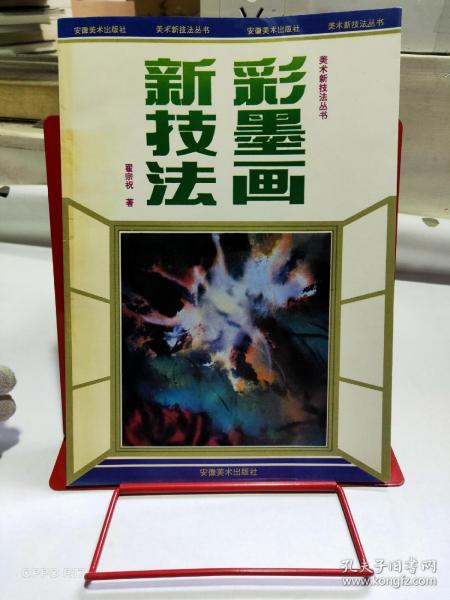 安徽美术出版社 美术新技法丛书 安徽美术出版社 美术新技法丛书
美术新技法丛书
彩墨画
新技法
翟宗祝 著
安徽美术出版社
OPPO R17
孔夫子旧书网
www.kongfz.com